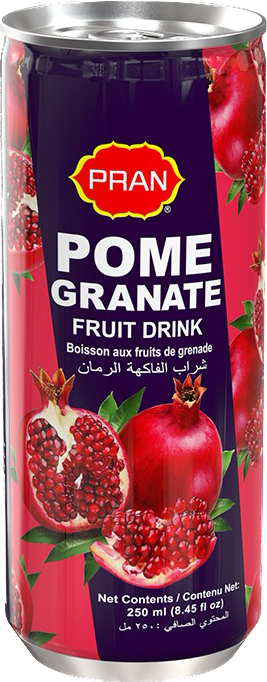 PRAN
®
POME
GRANATE
FRUIT DRINK
Boisson aux fruits de grenade
شراب الفاكهة الرمان
Net Contents / Contenu Net:
250 ml (8.45 fl oz)
المحتوي الصافي : ٢٥٠ مل